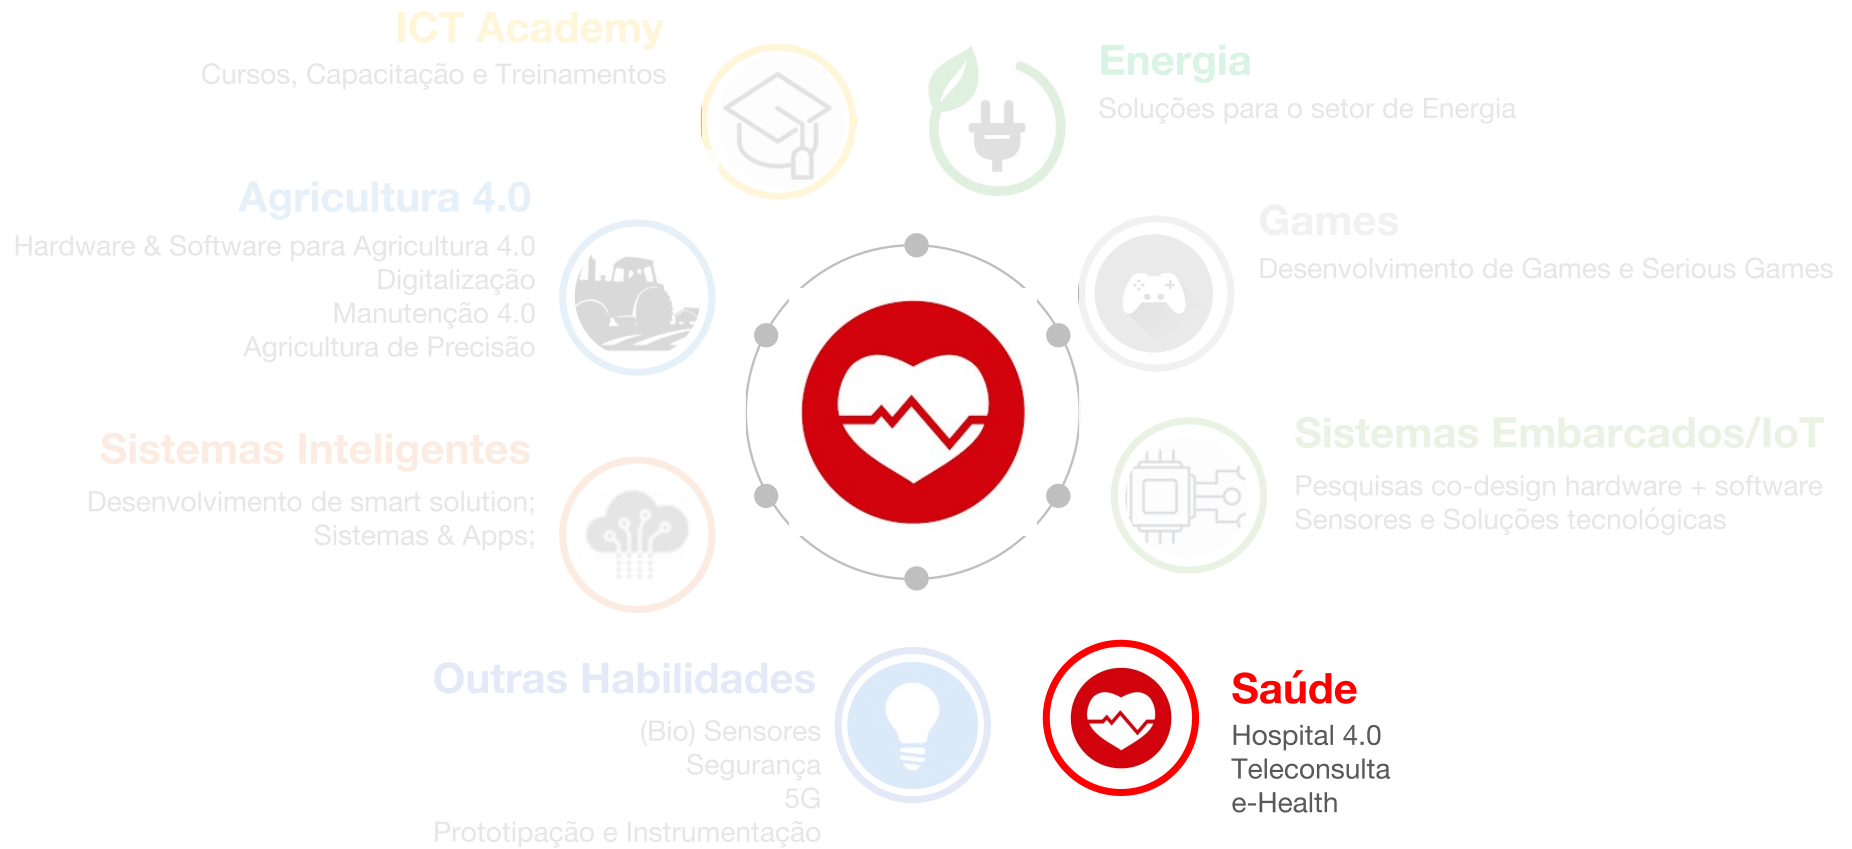 ICT Academy
Cursos, Capacitação e Treinamentos
Energia
Soluções para o setor de Energia
Agricultura 4.0
Hardware & Software para Agricultura 4.0
Digitalização
Manutenção 4.0
Agricultura de Precisão
Games
Desenvolvimento de Games e Serious Games
Sistemas Inteligentes
Desenvolvimento de smart solution;
Sistemas & Apps;
Sistemas Embarcados/IoT
Pesquisas co-design hardware + software
Sensores e Soluções tecnológicas
Outras Habilidades
(Bio) Sensores
Segurança
5G
Prototipação e Instrumentação
Saúde
Hospital 4.0
Teleconsulta
e-Health